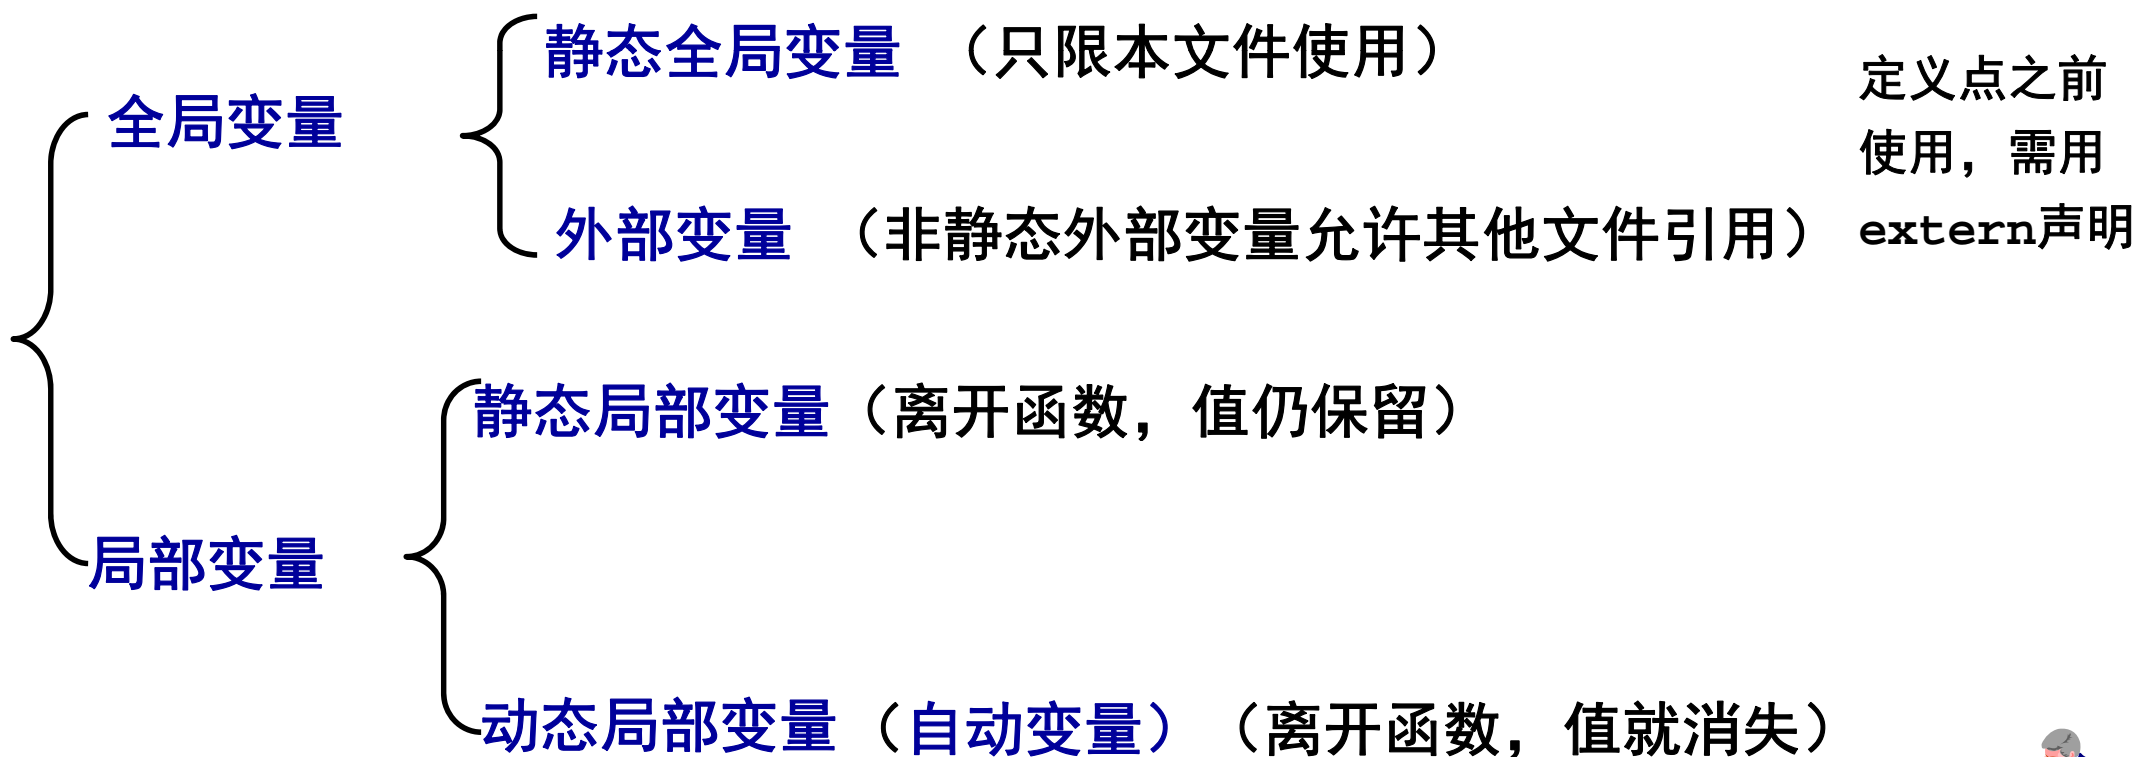 静态全局变量 （只限本文件使用）
定义点之前
使用，需用
extern声明
全局变量
外部变量 （非静态外部变量允许其他文件引用）
静态局部变量（离开函数，值仍保留）
局部变量
动态局部变量（自动变量）（离开函数，值就消失）